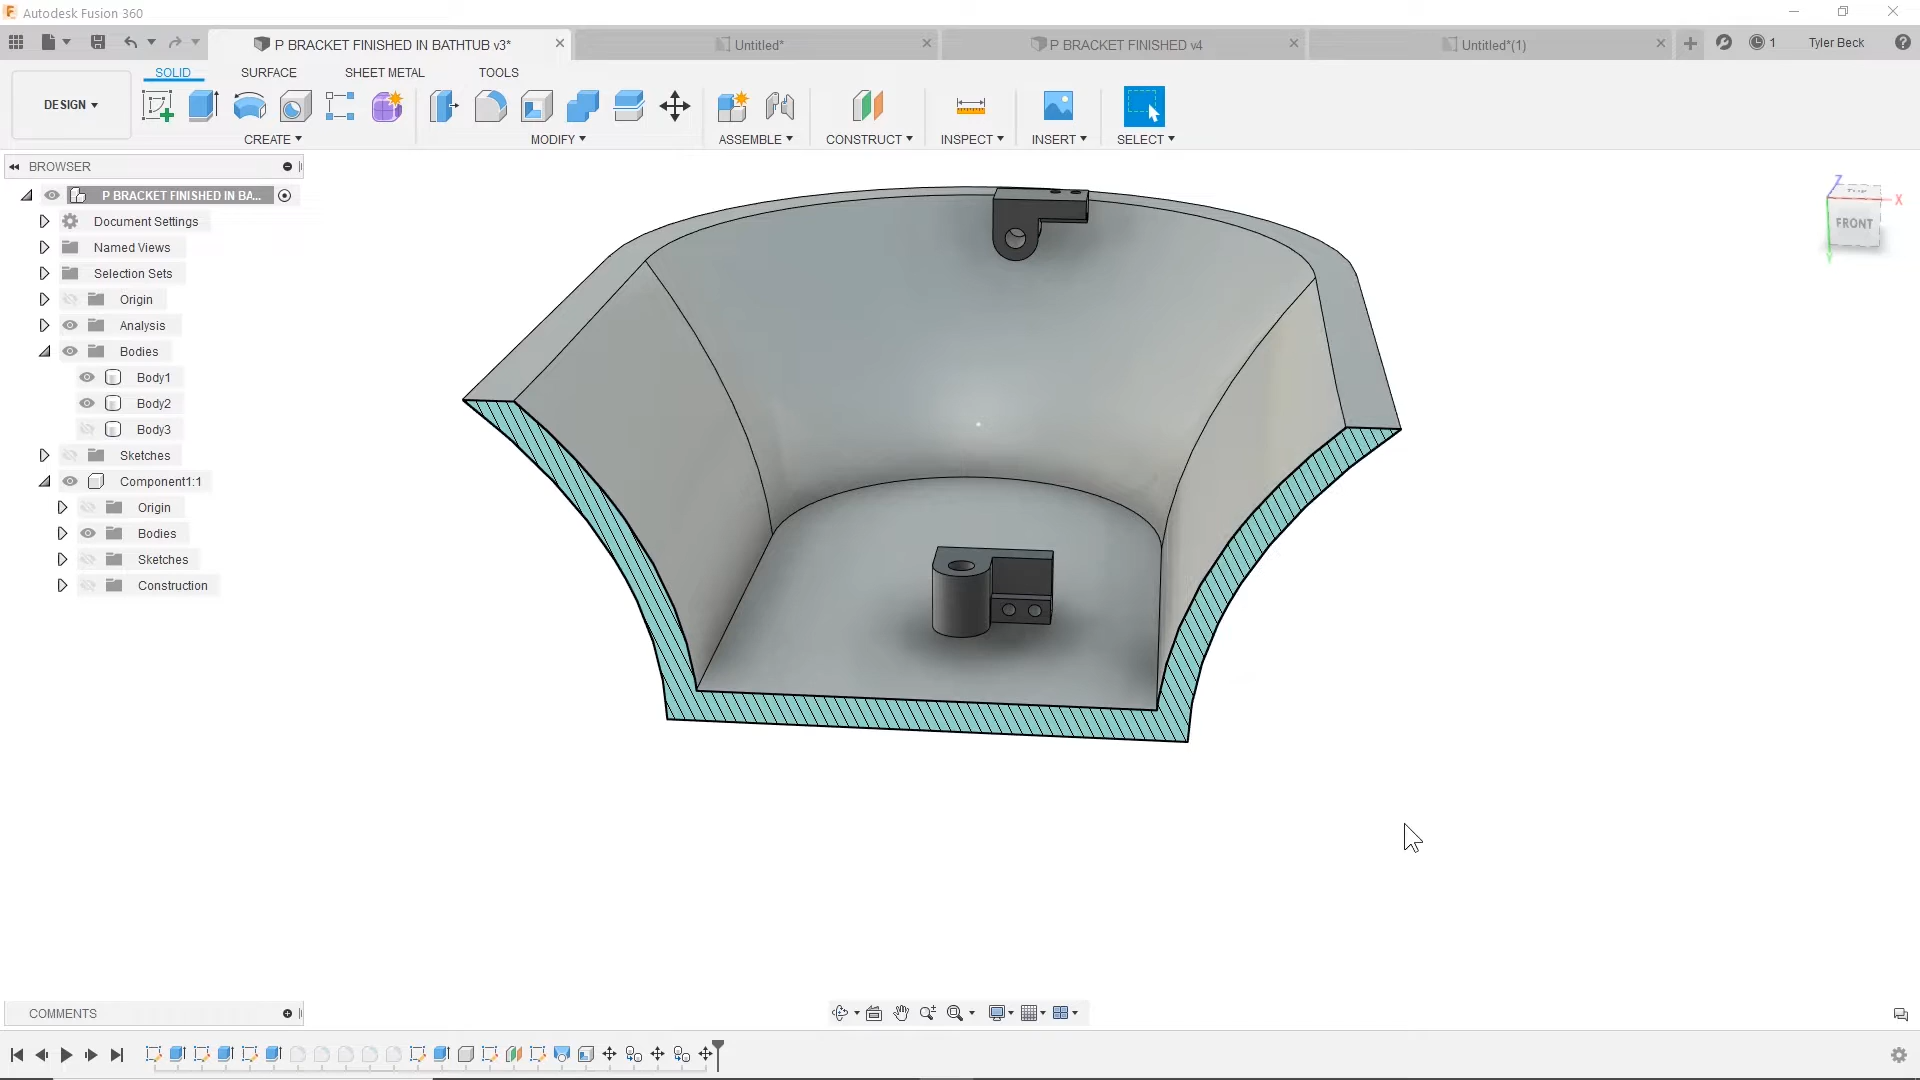 Autodesk Fusion 360
P BRACKET FINISHED IN BATHTUB v3*
Untitled*
P BRACKET FINISHED v4
Untitled*(1)
1
Tyler Beck
SOLID
SURFACE
SHEET METAL
TOOLS
DESIGN
CREATE
MODIFY
ASSEMBLE
CONSTRUCT
INSPECT
INSERT
SELECT
BROWSER
P BRACKET FINISHED IN BA...
Document Settings
Named Views
Selection Sets
Origin
Analysis
Bodies
Body1
Body2
Body3
Sketches
Component1:1
Origin
Bodies
Sketches
Construction
Z
TOP
X
FRONT
Y
COMMENTS